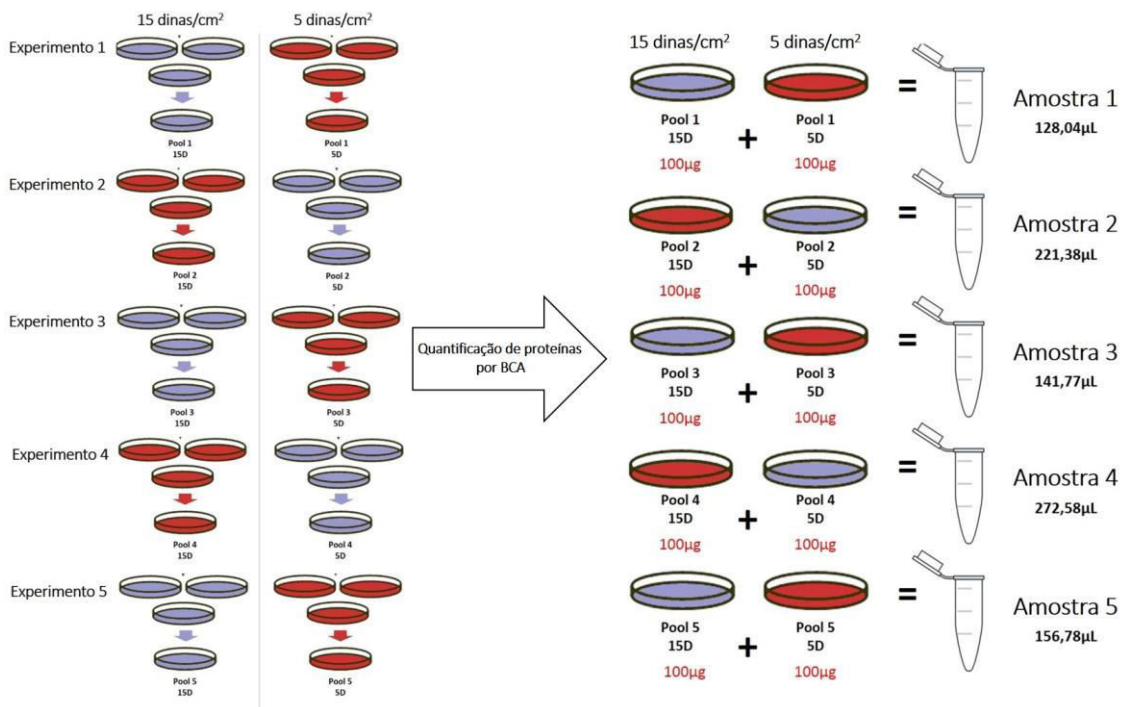 15 dinas/cm²
5 dinas/cm²
Experimento 1
Pool 1
15D
Pool 1
5D
Experimento 2
Pool 2
15D
Pool 2
5D
Experimento 3
Pool 3
15D
Pool 3
5D
Experimento 4
Pool 4
15D
Pool 4
5D
Experimento 5
Pool 5
15D
Pool 5
5D
Quantificação de proteínas
por BCA
15 dinas/cm²
5 dinas/cm²
=
Amostra 1
128,04µL
Pool 1
15D
100µg
+
Pool 1
5D
100µg
=
Amostra 2
221,38µL
Pool 2
15D
100µg
+
Pool 2
5D
100µg
=
Amostra 3
141,77µL
Pool 3
15D
100µg
+
Pool 3
5D
100µg
=
Amostra 4
272,58µL
Pool 4
15D
100µg
+
Pool 4
5D
100µg
=
Amostra 5
156,78µL
Pool 5
15D
100µg
+
Pool 5
5D
100µg